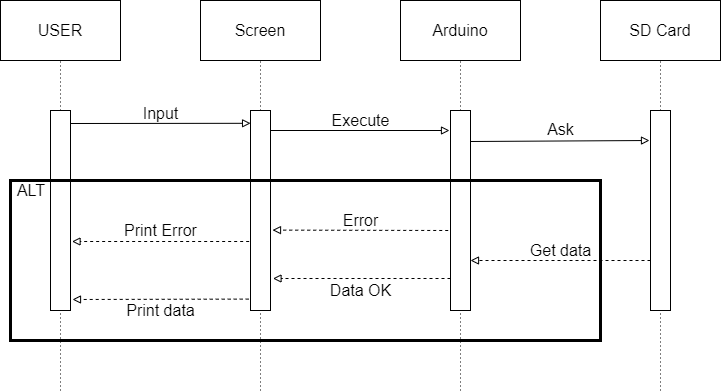 USER
Screen
Arduino
SD Card
Input
Execute
Ask
ALT
Error
Print Error
Get data
Data OK
Print data